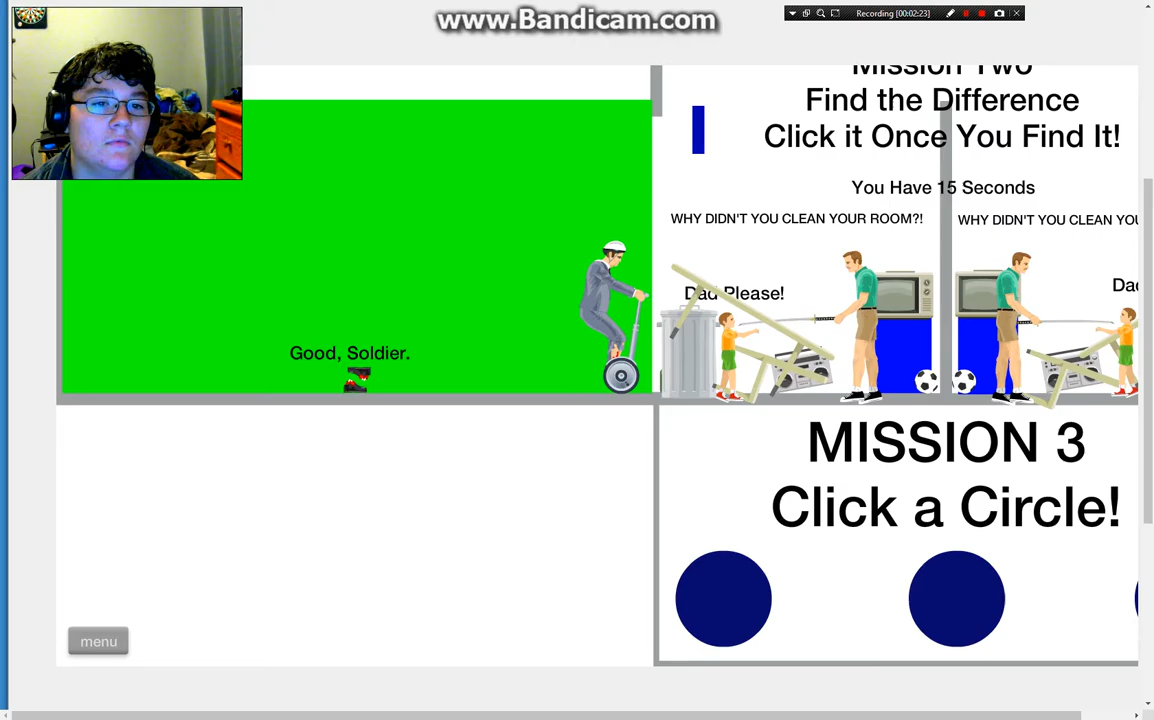 www.Bandicam.com
Recording [00:02:23]
Mission Two
Find the Difference
Click it Once You Find It!
You Have 15 Seconds
WHY DIDN'T YOU CLEAN YOUR ROOM?!
WHY DIDN'T YOU CLEAN YOU
Dad Please!
Dad
Good, Soldier.
MISSION 3
Click a Circle!
menu